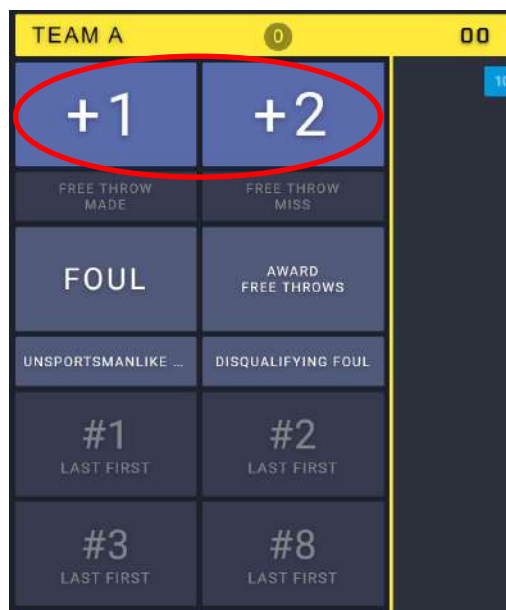 TEAM A 0 00
10
+1 +2
FREE THROW MADE
FREE THROW MISS
FOUL
AWARD
FREE THROWS
UNSPORTSMANLIKE ... DISQUALIFYING FOUL
#1 #2
LAST FIRST LAST FIRST
#3 #8
LAST FIRST LAST FIRST